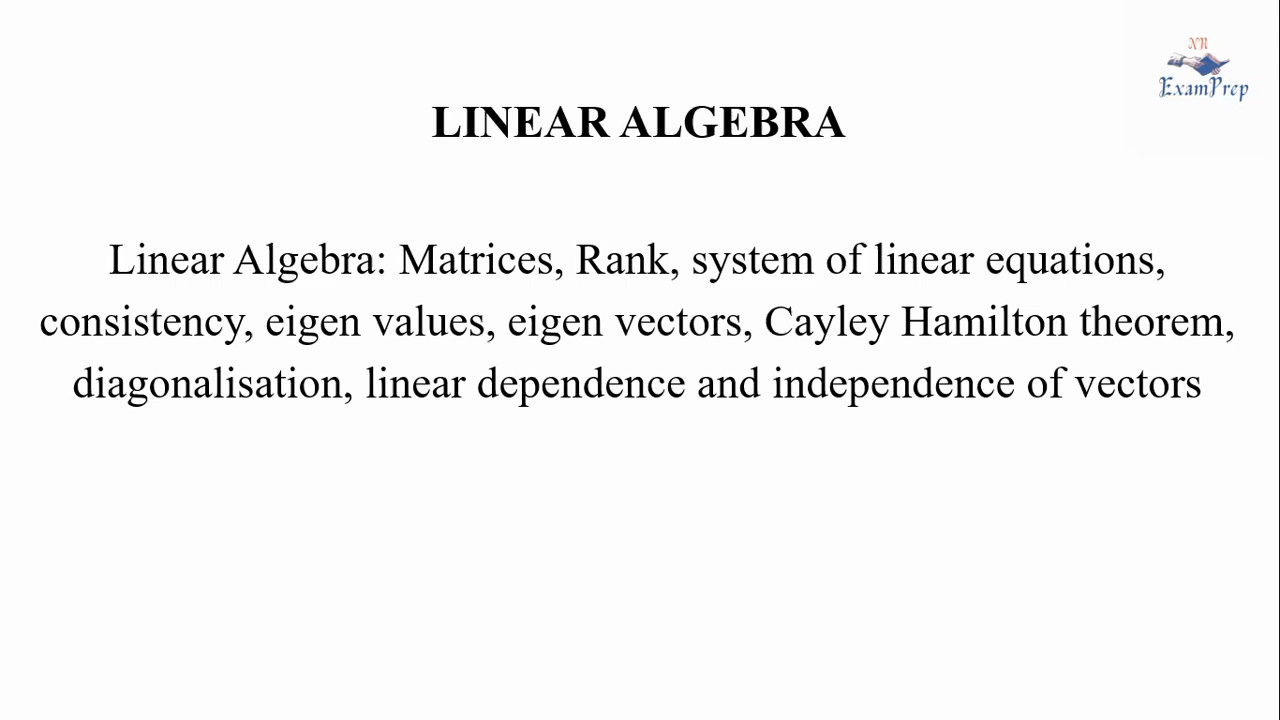 NR
ExamPrep
LINEAR ALGEBRA
Linear Algebra: Matrices, Rank, system of linear equations,
consistency, eigen values, eigen vectors, Cayley Hamilton theorem,
diagonalisation, linear dependence and independence of vectors